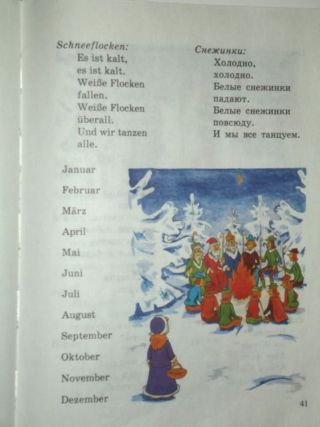 Schneeflocken:
Es ist kalt,
es ist kalt.
Weiße Flocken
fallen.
Weiße Flocken
überall.
Und wir tanzen
alle.
Снежинки:
Холодно,
холодно.
Белые снежинки
падают.
Белые снежинки
повсюду.
И мы все танцуем.
Januar
Februar
März
April
Mai
Juni
Juli
August
September
Oktober
November
Dezember
41